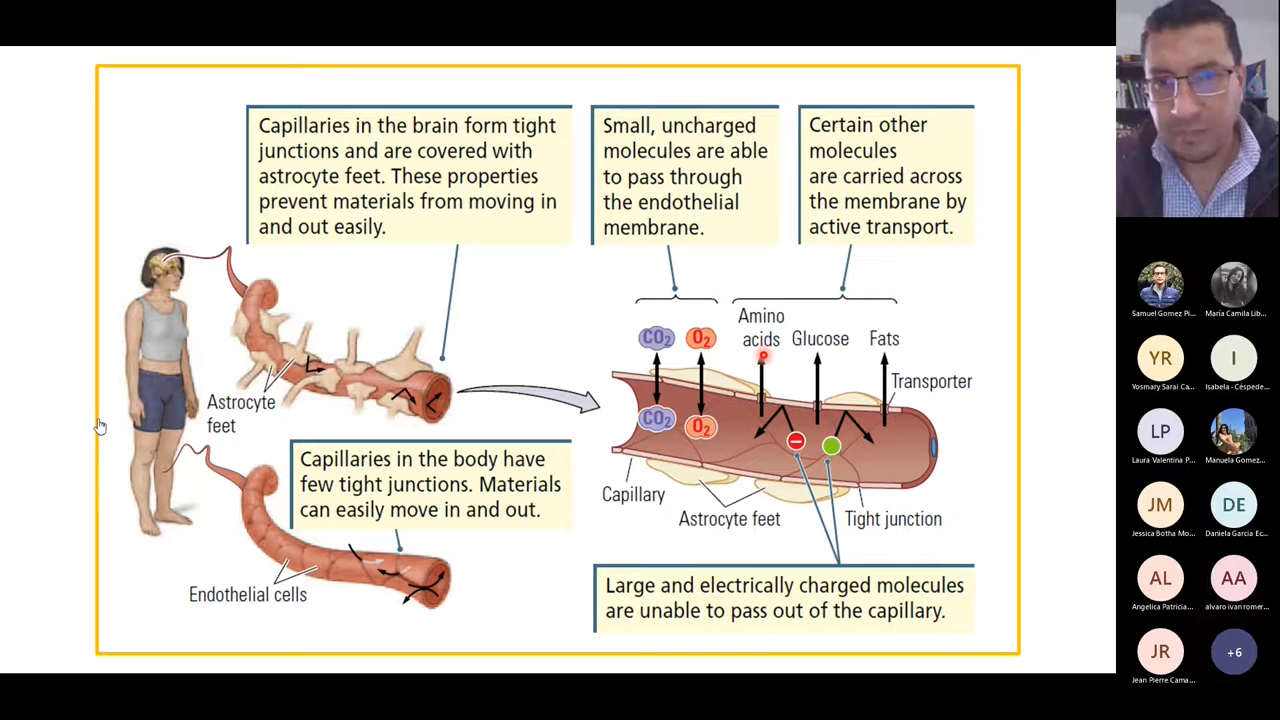 Capillaries in the brain form tight
junctions and are covered with
astrocyte feet. These properties
prevent materials from moving in
and out easily.
Small, uncharged
molecules are able
to pass through
the endothelial
membrane.
Certain other
molecules
are carried across
the membrane by
active transport.
CO2
O2
Amino
acids
Glucose
Fats
Transporter
CO2
O2
Astrocyte
feet
Capillary
Astrocyte feet
Tight junction
Capillaries in the body have
few tight junctions. Materials
can easily move in and out.
Endothelial cells
Large and electrically charged molecules
are unable to pass out of the capillary.
Samuel Gomez Pi...
María Camila Lib...
YR
Yosmary Sarai Ca...
I
Isabela - Céspede...
LP
Laura Valentina P...
Manuela Gomez...
JM
Jessica Botha Mo...
DE
Daniela Garcia Ec...
AL
Angelica Patricia...
AA
alvaro ivan romer...
JR
Jean Pierre Cama...
+6